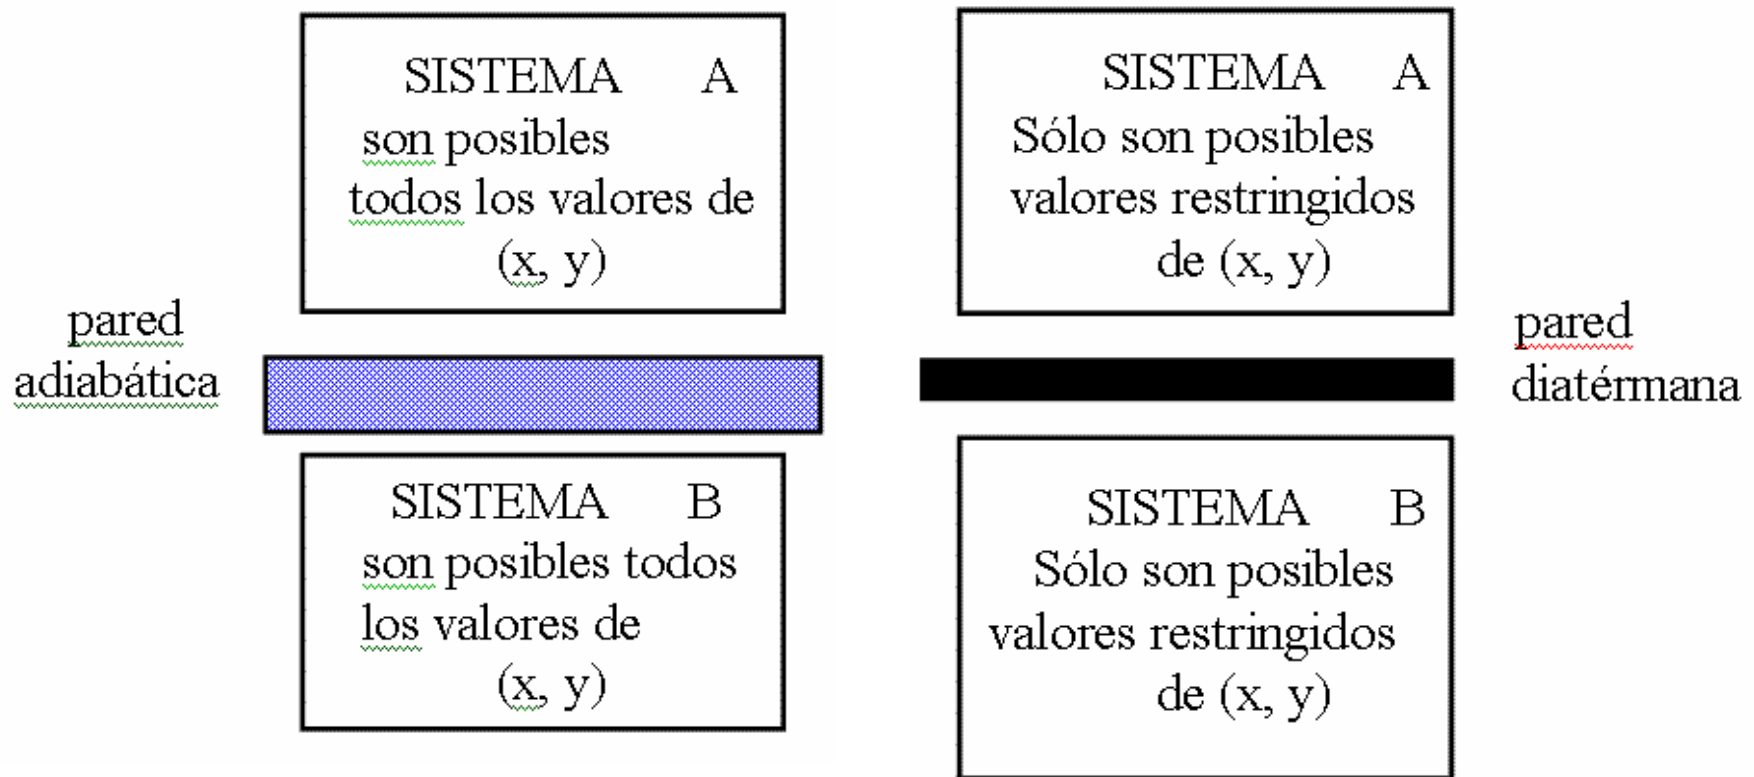 SISTEMA A
son posibles
todos los valores de
(x, y)
pared
adiabática
SISTEMA B
son posibles todos
los valores de
(x, y)
SISTEMA A
Sólo son posibles
valores restringidos
de (x, y)
pared
diatérmana
SISTEMA B
Sólo son posibles
valores restringidos
de (x, y)